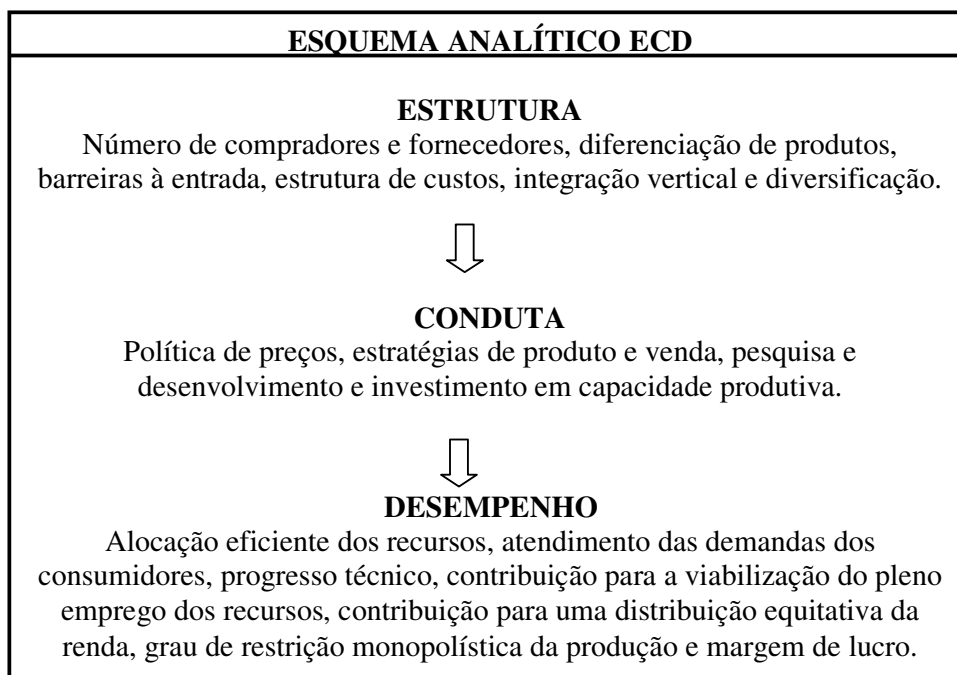 ESQUEMA ANALÍTICO ECD
ESTRUTURA
Número de compradores e fornecedores, diferenciação de produtos,
barreiras à entrada, estrutura de custos, integração vertical e diversificação.
CONDUTA
Política de preços, estratégias de produto e venda, pesquisa e
desenvolvimento e investimento em capacidade produtiva.
DESEMPENHO
Alocação eficiente dos recursos, atendimento das demandas dos
consumidores, progresso técnico, contribuição para a viabilização do pleno
emprego dos recursos, contribuição para uma distribuição equitativa da
renda, grau de restrição monopolística da produção e margem de lucro.